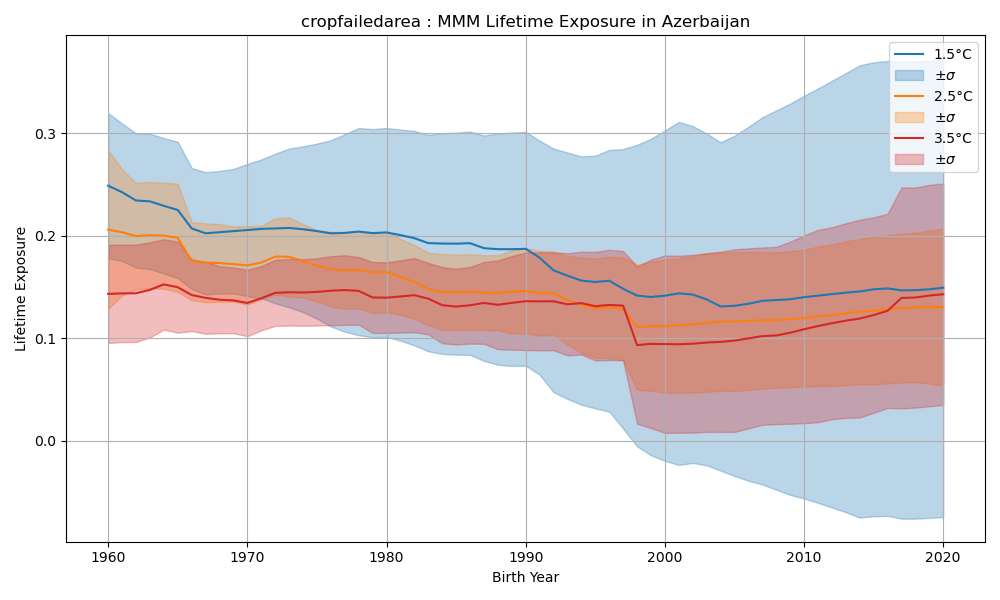 cropfailedarea : MMM Lifetime Exposure in Azerbaijan
1.5°C
±σ
2.5°C
±σ
3.5°C
±σ
Lifetime Exposure
0.3
0.2
0.1
0.0
1960 1970 1980 1990 2000 2010 2020
Birth Year